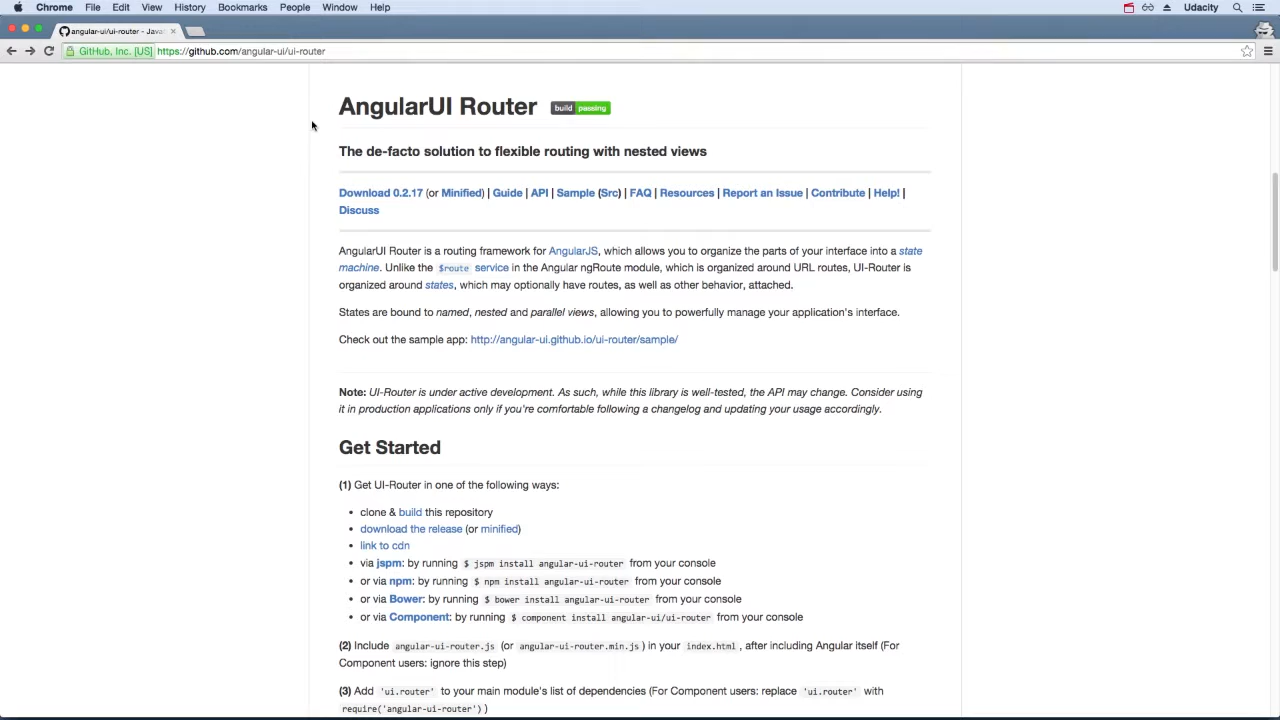 Chrome File Edit View History Bookmarks People Window Help Udacity
angular-ui/ui-router - Java
GitHub, Inc. [US] https://github.com/angular-ui/ui-router
AngularUI Router build passing
The de-facto solution to flexible routing with nested views
Download 0.2.17 (or Minified) | Guide | API | Sample (Src) | FAQ | Resources | Report an Issue | Contribute | Help! |
Discuss
AngularUI Router is a routing framework for AngularJS, which allows you to organize the parts of your interface into a state
machine. Unlike the $route service in the Angular ngRoute module, which is organized around URL routes, UI-Router is
organized around states, which may optionally have routes, as well as other behavior, attached.
States are bound to named, nested and parallel views, allowing you to powerfully manage your application's interface.
Check out the sample app: http://angular-ui.github.io/ui-router/sample/
Note: UI-Router is under active development. As such, while this library is well-tested, the API may change. Consider using
it in production applications only if you're comfortable following a changelog and updating your usage accordingly.
Get Started
(1) Get UI-Router in one of the following ways:
• clone & build this repository
• download the release (or minified)
• link to cdn
• via jspm: by running $ jspm install angular-ui-router from your console
• or via npm: by running $ npm install angular-ui-router from your console
• or via Bower: by running $ bower install angular-ui-router from your console
• or via Component: by running $ component install angular-ui/ui-router from your console
(2) Include angular-ui-router.js (or angular-ui-router.min.js) in your index.html, after including Angular itself (For
Component users: ignore this step)
(3) Add 'ui.router' to your main module's list of dependencies (For Component users: replace 'ui.router' with
require('angular-ui-router'))